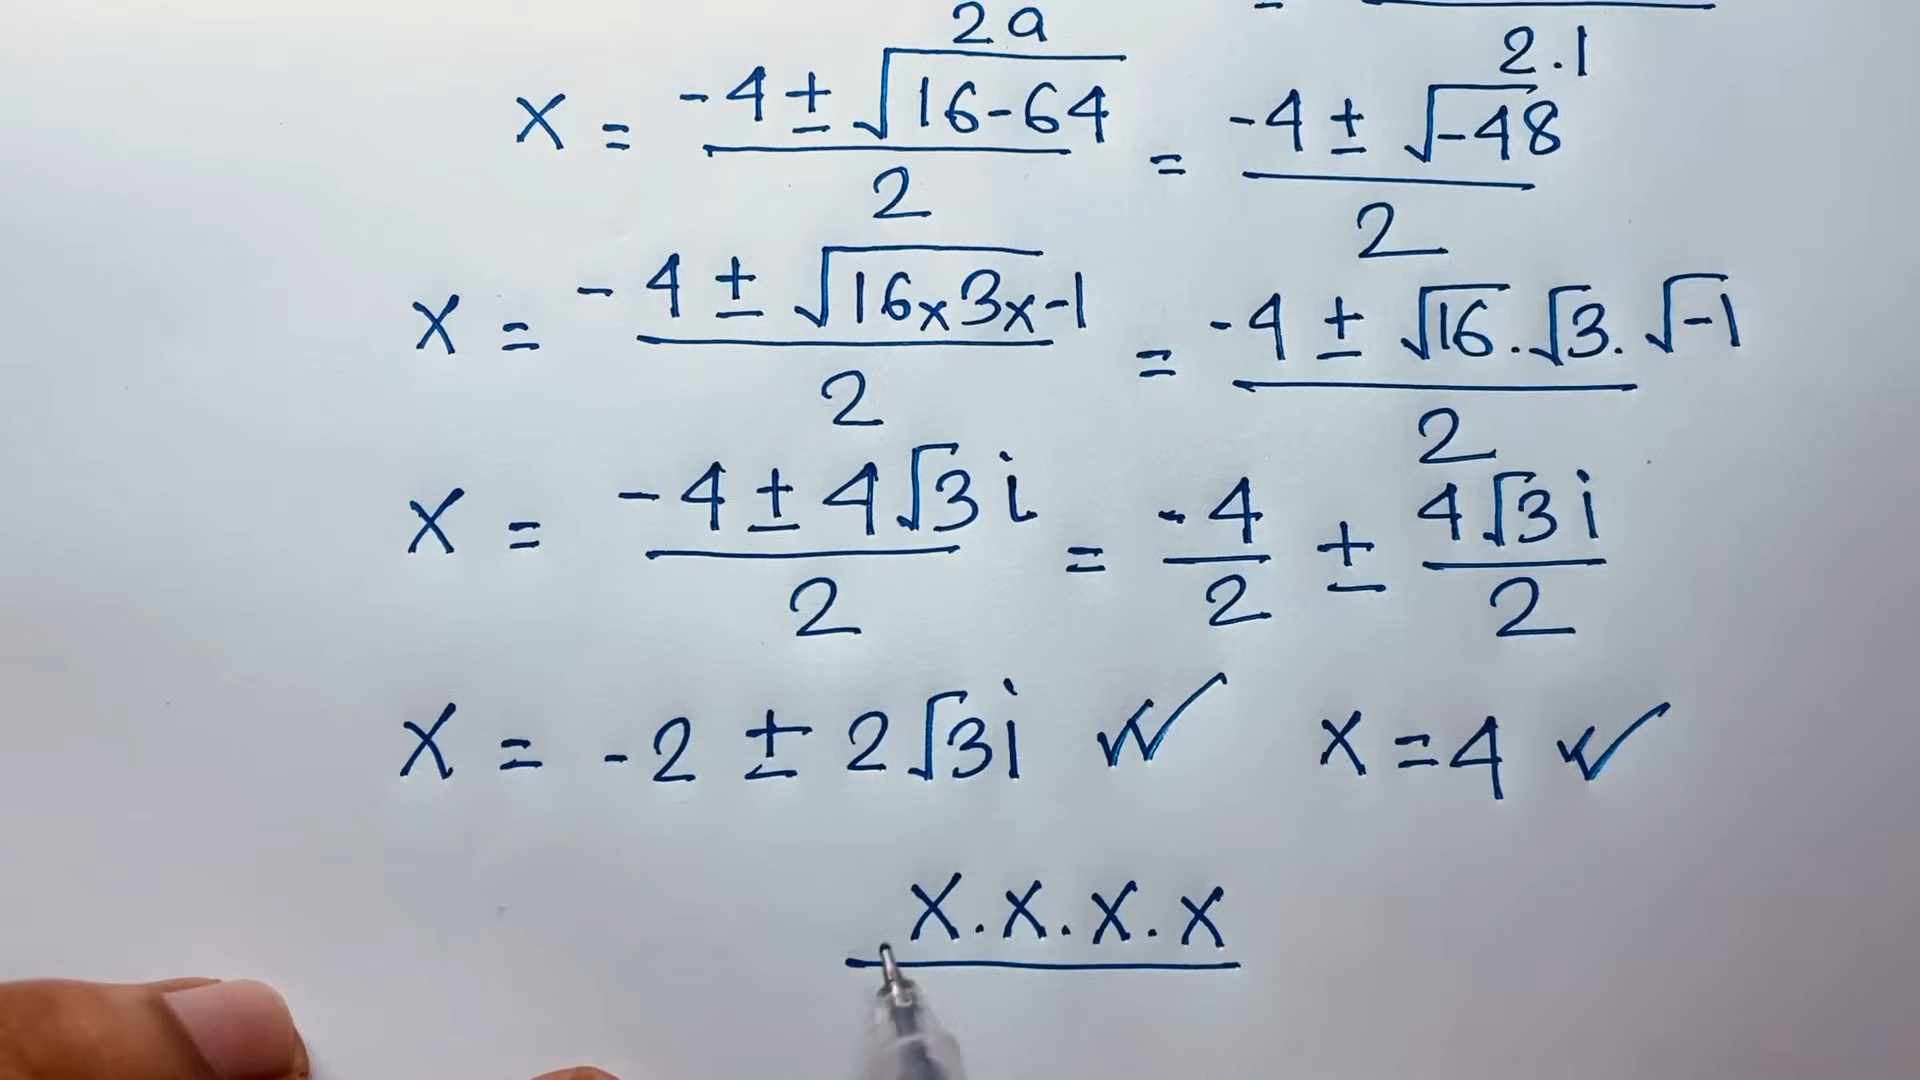 2a
2.1
x = -4 ± √16-64 / 2 = -4 ± √-48 / 2
x = -4 ± √16x3x-1 / 2 = -4 ± √16.√3.√-1 / 2
x = -4 ± 4√3 i / 2 = -4/2 ± 4√3 i/2
x = -2 ± 2√3i ✓ x = 4 ✓
x.x.x.x